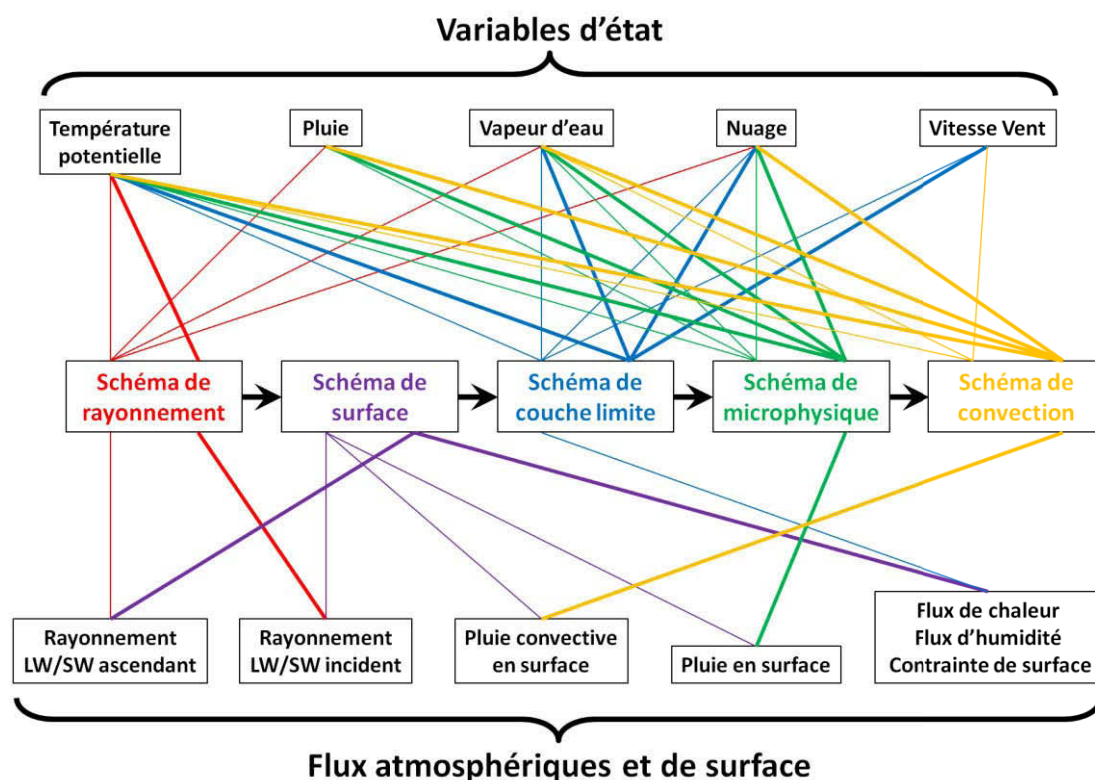 Variables d'état
Température
potentielle
Pluie
Vapeur d'eau
Nuage
Vitesse Vent
Schéma de
rayonnement
Schéma de
surface
Schéma de
couche limite
Schéma de
microphysique
Schéma de
convection
Rayonnement
LW/SW ascendant
Rayonnement
LW/SW incident
Pluie convective
en surface
Pluie en surface
Flux de chaleur
Flux d'humidité
Contrainte de surface
Flux atmosphériques et de surface